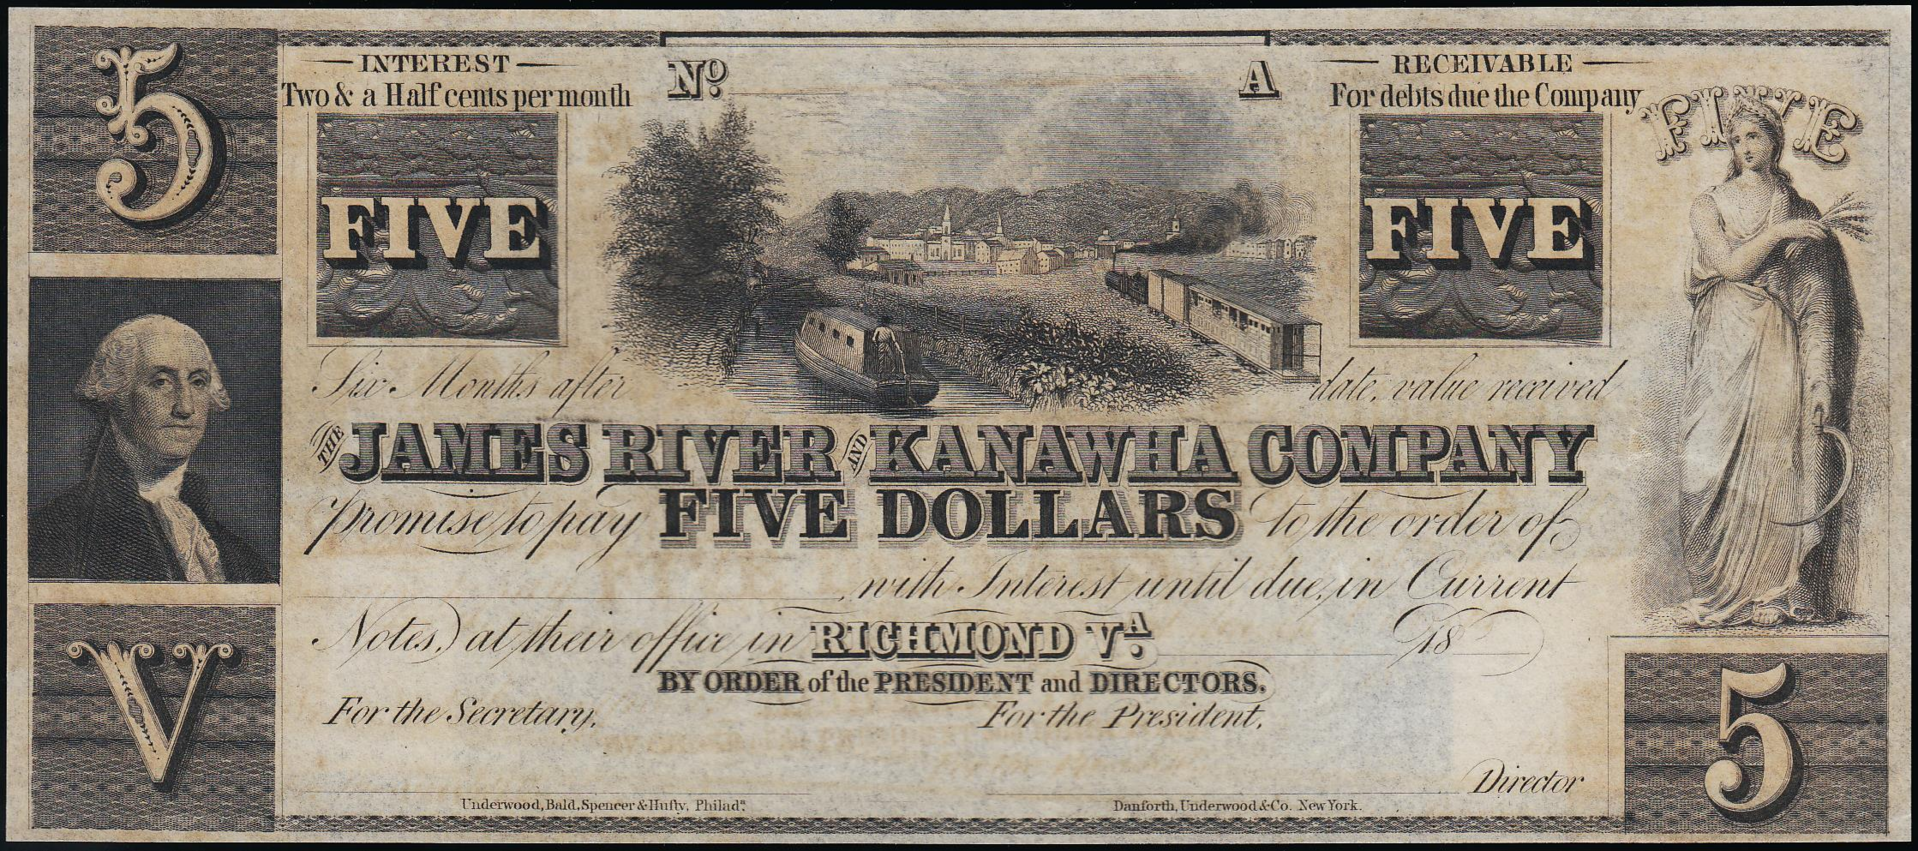 5
INTEREST
Two & a Half cents per month
FIVE
Nº
A
RECEIVABLE
For debts due the Company
FIVE
FIVE
Six Months after date, value received
THE JAMES RIVER AND KANAWHA COMPANY
Promise to pay FIVE DOLLARS to the order of
, with Interest until due, in Current
Notes, at their office in RICHMOND VA. 18
BY ORDER of the PRESIDENT and DIRECTORS.
For the Secretary,
For the President,
Director
V
5
Underwood, Bald, Spencer & Hufty, Philada.
Danforth, Underwood & Co. New York.